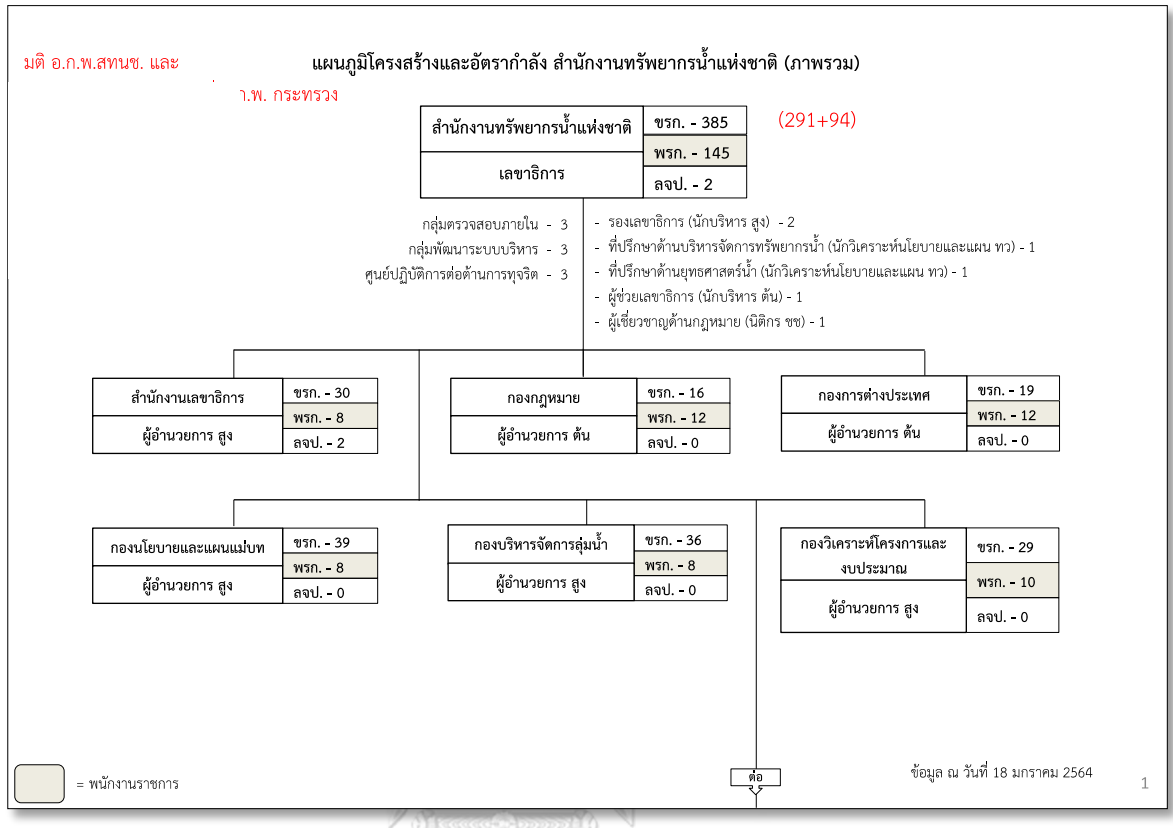 มติ อ.ก.พ.สทนช. และ
แผนภูมิโครงสร้างและอัตรากำลัง สำนักงานทรัพยากรน้ำแห่งชาติ (ภาพรวม)
ก.พ. กระทรวง
สำนักงานทรัพยากรน้ำแห่งชาติ
ขรก. - 385
(291+94)
พรก. - 145
เลขาธิการ
ลจป. - 2
กลุ่มตรวจสอบภายใน - 3
กลุ่มพัฒนาระบบบริหาร - 3
ศูนย์ปฏิบัติการต่อต้านการทุจริต - 3
- รองเลขาธิการ (นักบริหาร สูง) - 2
- ที่ปรึกษาด้านบริหารจัดการทรัพยากรน้ำ (นักวิเคราะห์นโยบายและแผน ทว) - 1
- ที่ปรึกษาด้านยุทธศาสตร์น้ำ (นักวิเคราะห์นโยบายและแผน ทว) - 1
- ผู้ช่วยเลขาธิการ (นักบริหาร ต้น) - 1
- ผู้เชี่ยวชาญด้านกฎหมาย (นิติกร ชช) - 1
สำนักงานเลขาธิการ
ผู้อำนวยการ สูง
ขรก. - 30
พรก. - 8
ลจป. - 2
กองกฎหมาย
ผู้อำนวยการ ต้น
ขรก. - 16
พรก. - 12
ลจป. - 0
กองการต่างประเทศ
ผู้อำนวยการ ต้น
ขรก. - 19
พรก. - 12
ลจป. - 0
กองนโยบายและแผนแม่บท
ผู้อำนวยการ สูง
ขรก. - 39
พรก. - 8
ลจป. - 0
กองบริหารจัดการลุ่มน้ำ
ผู้อำนวยการ สูง
ขรก. - 36
พรก. - 8
ลจป. - 0
กองวิเคราะห์โครงการและ
งบประมาณ
ผู้อำนวยการ สูง
ขรก. - 29
พรก. - 10
ลจป. - 0
= พนักงานราชการ
ต่อ
ข้อมูล ณ วันที่ 18 มกราคม 2564
1